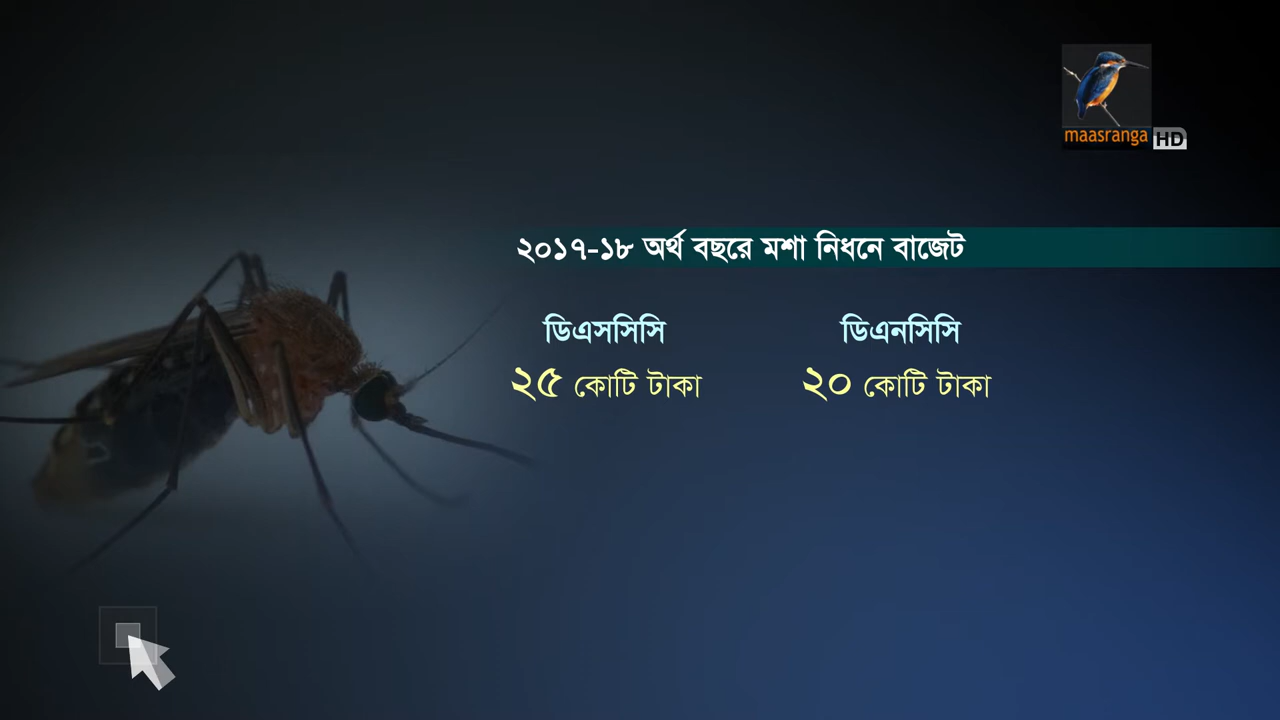 maasranga HD
২০১৭-১৮ অর্থ বছরে মশা নিধনে বাজেট
ডিএসসিসি ডিএনসিসি
২৫ কোটি টাকা ২০ কোটি টাকা